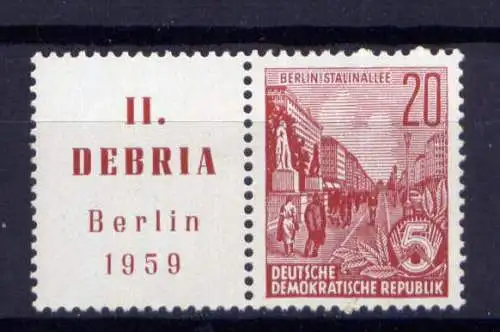 II.
DEBRIA
Berlin
1959
BERLIN STALINALLEE
20
5
DEUTSCHE
DEMOKRATISCHE REPUBLIK